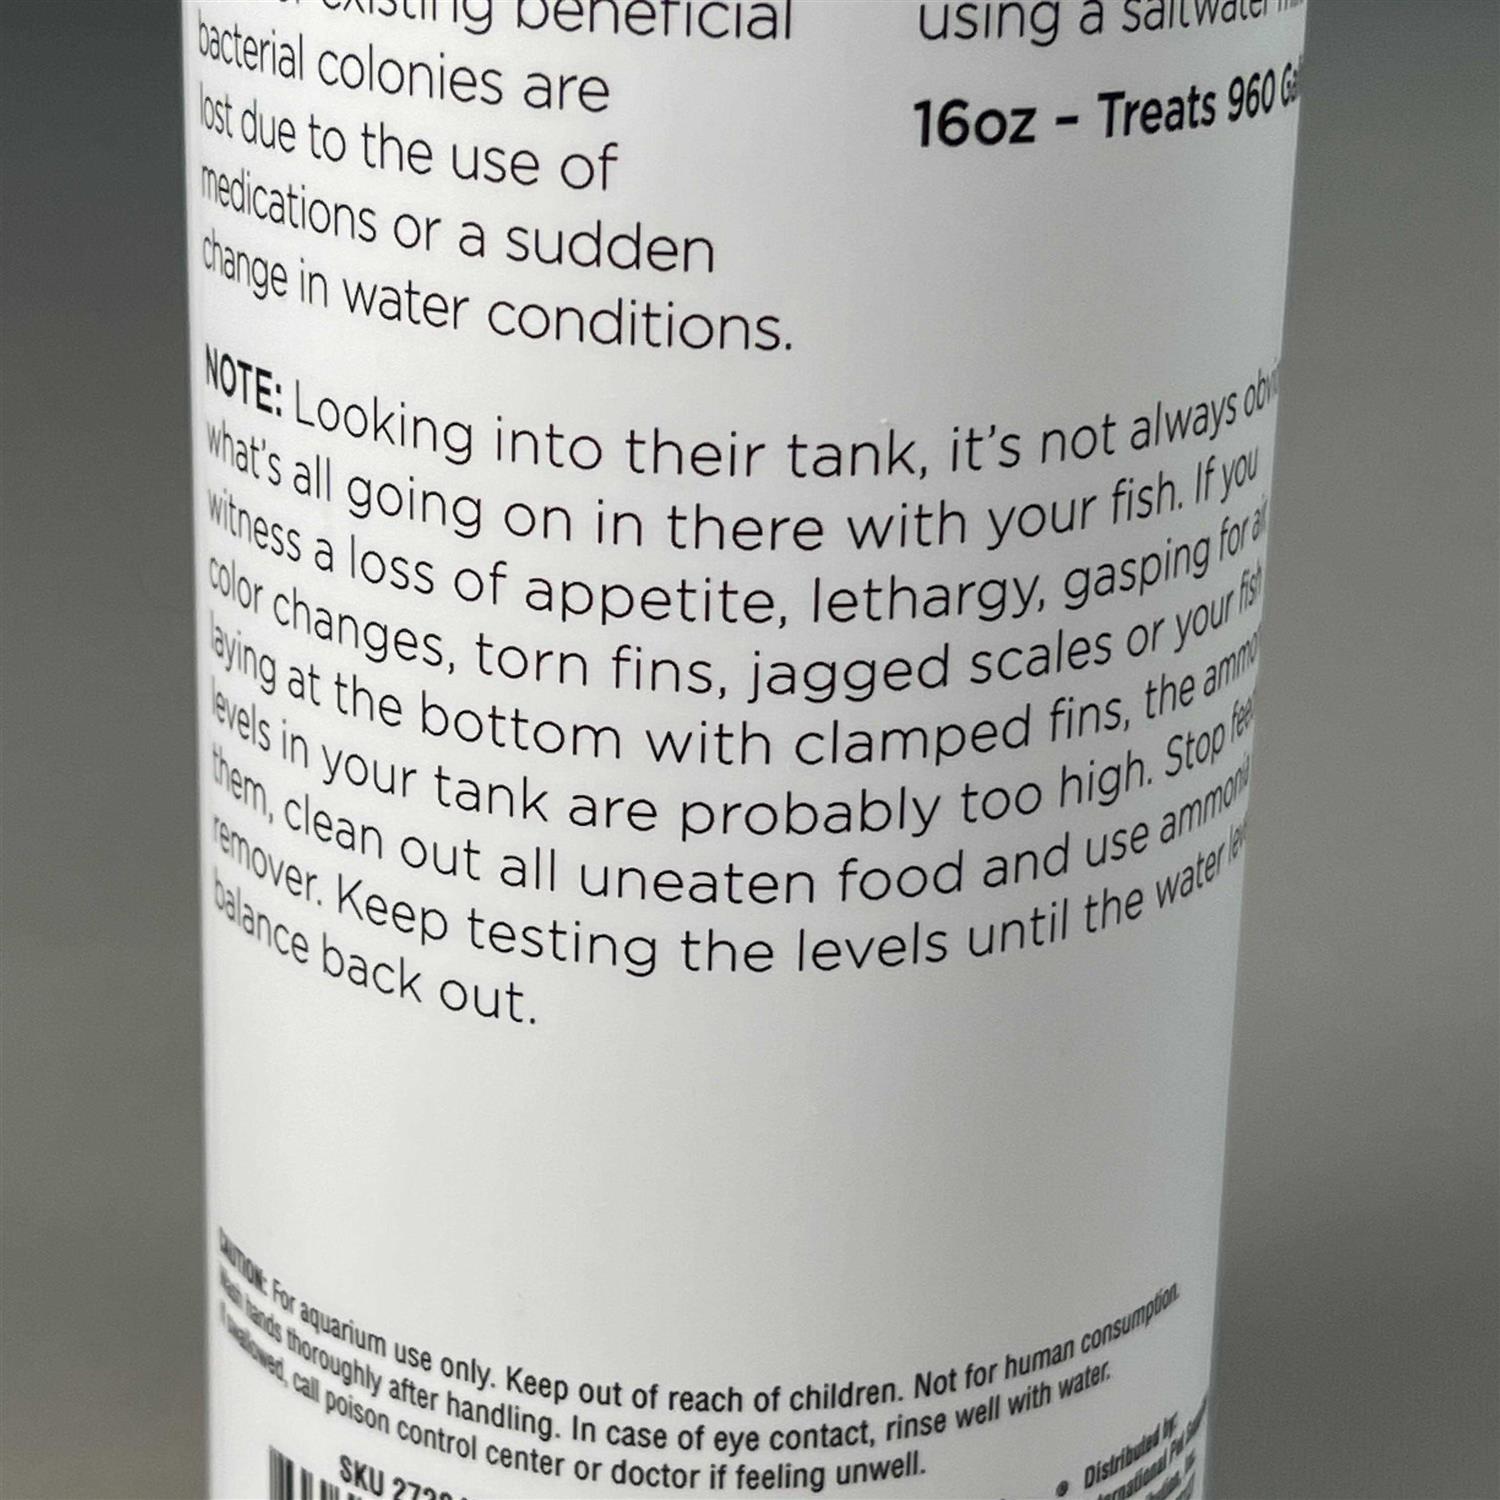 existing beneficial
bacterial colonies are
lost due to the use of
medications or a sudden
change in water conditions.
using a saltwater
16oz - Treats 960
NOTE: Looking into their tank, it's not always
what's all going on in there with your fish. If you
witness a loss of appetite, lethargy, gasping for air
color changes, torn fins, jagged scales or your fish
laying at the bottom with clamped fins, the
levels in your tank are probably too high. Stop
them, clean out all uneaten food and use ammonia
remover. Keep testing the levels until the water
balance back out.
CAUTION: For aquarium use only. Keep out of reach of children. Not for human consumption.
Wash hands thoroughly after handling. In case of eye contact, rinse well with water.
If swallowed, call poison control center or doctor if feeling unwell.
SKU
Distributed by: